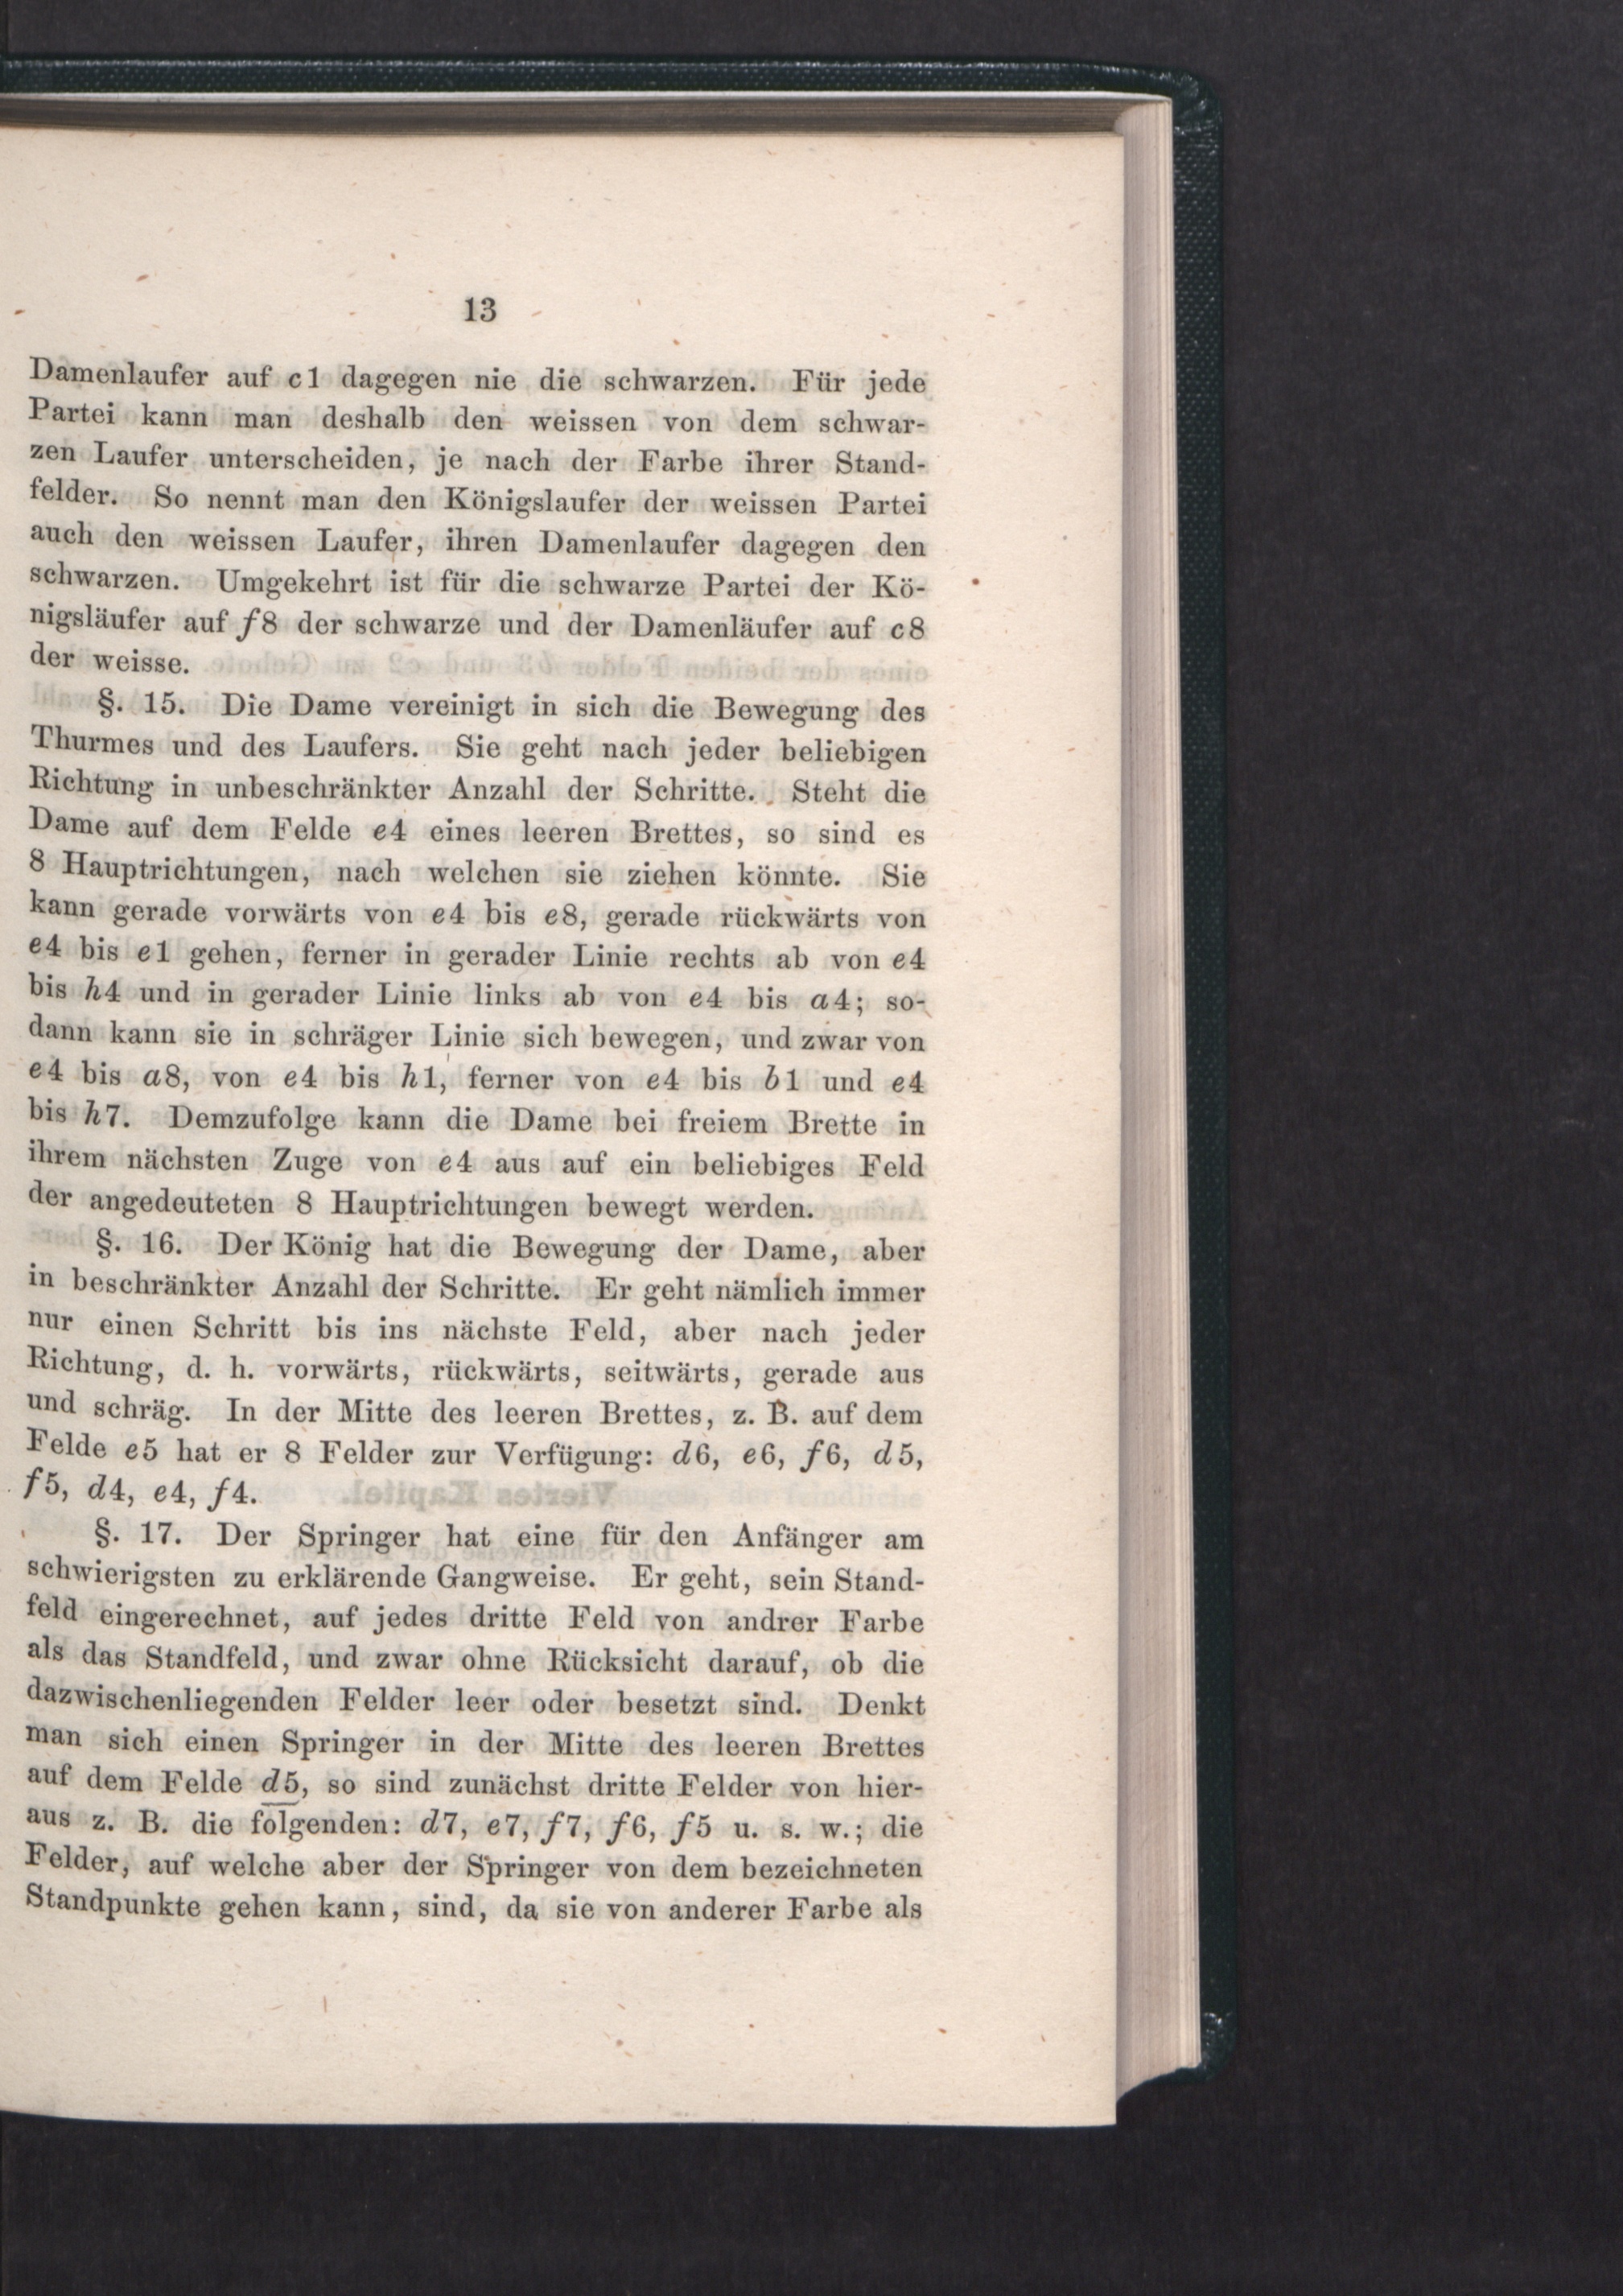 13
Damenlaufer auf c1 dagegen nie die schwarzen. Für jede
Partei kann man deshalb den weissen von dem schwar-
zen Laufer unterscheiden, je nach der Farbe ihrer Stand-
felder. So nennt man den Königslaufer der weissen Partei
auch den weissen Laufer, ihren Damenlaufer dagegen den
schwarzen. Umgekehrt ist für die schwarze Partei der Kö-
nigsläufer auf f8 der schwarze und der Damenläufer auf c8
der weisse.
§. 15. Die Dame vereinigt in sich die Bewegung des
Thurmes und des Laufers. Sie geht nach jeder beliebigen
Richtung in unbeschränkter Anzahl der Schritte. Steht die
Dame auf dem Felde e4 eines leeren Brettes, so sind es
8 Hauptrichtungen, nach welchen sie ziehen könnte. Sie
kann gerade vorwärts von e4 bis e8, gerade rückwärts von
e4 bis e1 gehen, ferner in gerader Linie rechts ab von e4
bis h4 und in gerader Linie links ab von e4 bis a4; so-
dann kann sie in schräger Linie sich bewegen, und zwar von
e4 bis a8, von e4 bis h1, ferner von e4 bis b1 und e4
bis h7. Demzufolge kann die Dame bei freiem Brette in
ihrem nächsten Zuge von e4 aus auf ein beliebiges Feld
der angedeuteten 8 Hauptrichtungen bewegt werden.
§. 16. Der König hat die Bewegung der Dame, aber
in beschränkter Anzahl der Schritte. Er geht nämlich immer
nur einen Schritt bis ins nächste Feld, aber nach jeder
Richtung, d. h. vorwärts, rückwärts, seitwärts, gerade aus
und schräg. In der Mitte des leeren Brettes, z. B. auf dem
Felde e5 hat er 8 Felder zur Verfügung: d6, e6, f6, d5,
f5, d4, e4, f4.
§. 17. Der Springer hat eine für den Anfänger am
schwierigsten zu erklärende Gangweise. Er geht, sein Stand-
feld eingerechnet, auf jedes dritte Feld von andrer Farbe
als das Standfeld, und zwar ohne Rücksicht darauf, ob die
dazwischenliegenden Felder leer oder besetzt sind. Denkt
man sich einen Springer in der Mitte des leeren Brettes
auf dem Felde d5, so sind zunächst dritte Felder von hier-
aus z. B. die folgenden: d7, e7, f7, f6, f5 u. s. w.; die
Felder, auf welche aber der Springer von dem bezeichneten
Standpunkte gehen kann, sind, da sie von anderer Farbe als